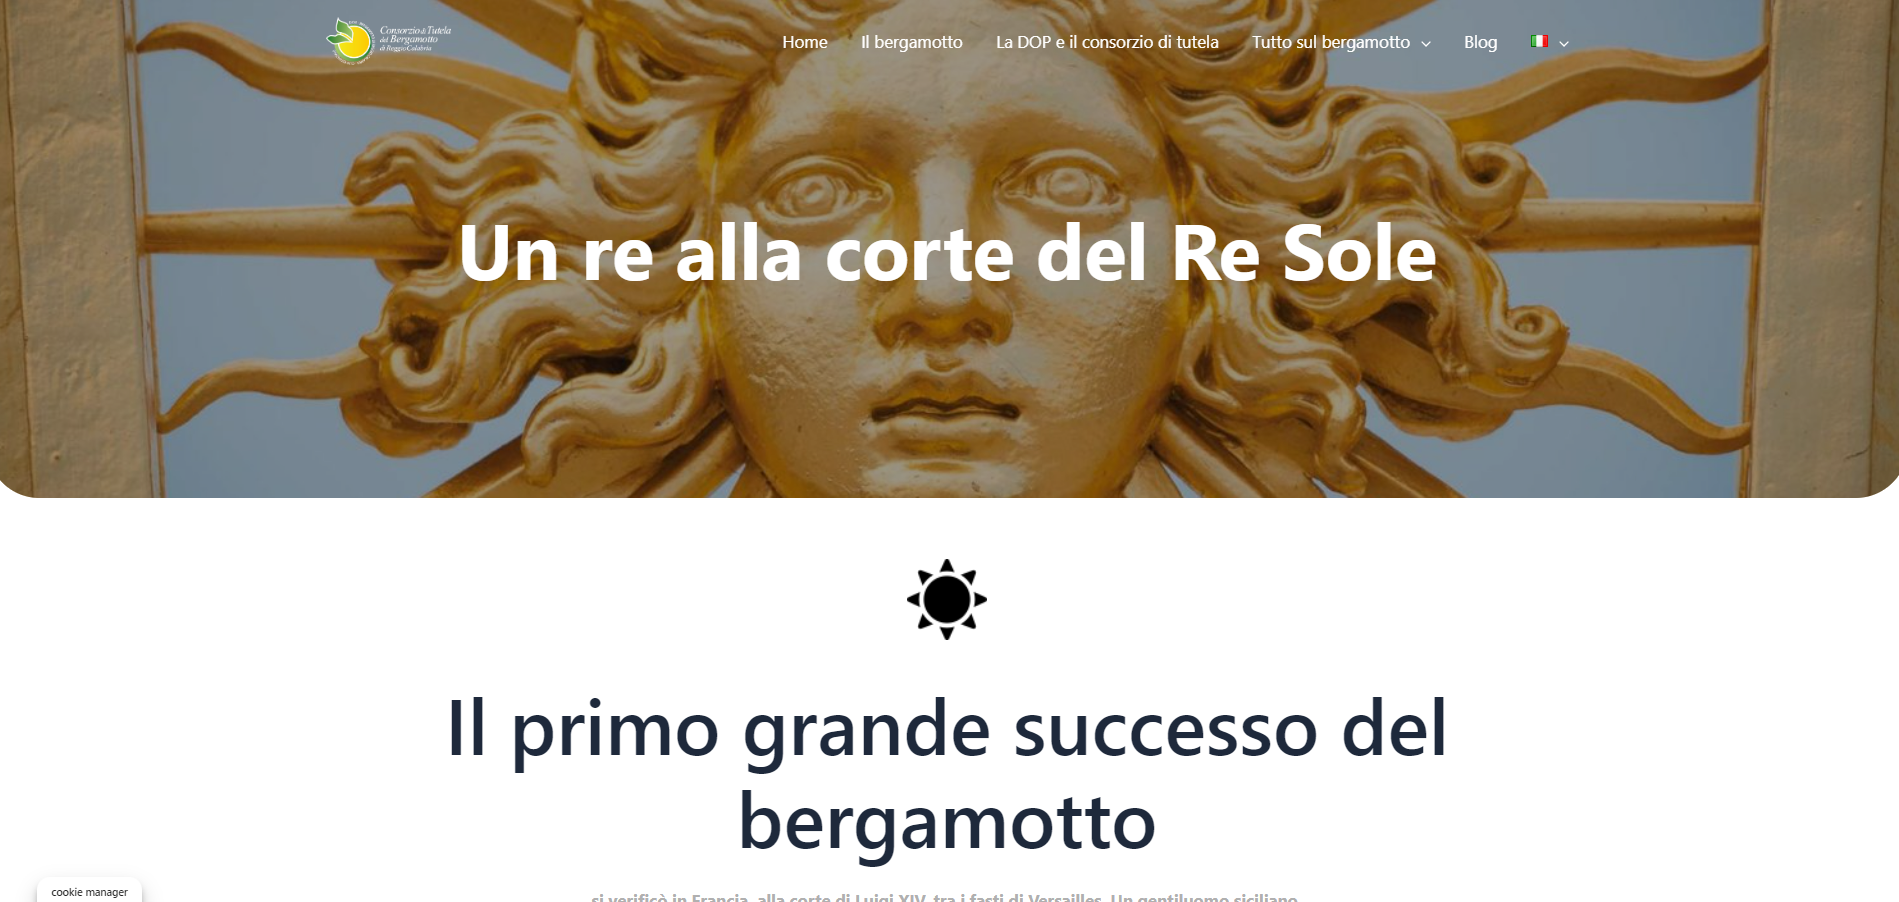 Consorzio di Tutela
del Bergamotto
di Reggio Calabria
Home Il bergamotto La DOP e il consorzio di tutela Tutto sul bergamotto Blog
Un re alla corte del Re Sole
Il primo grande successo del
bergamotto
si verificò in Francia, alla corte di Luigi XIV, tra i fasti di Versailles. Un gentiluomo siciliano
cookie manager